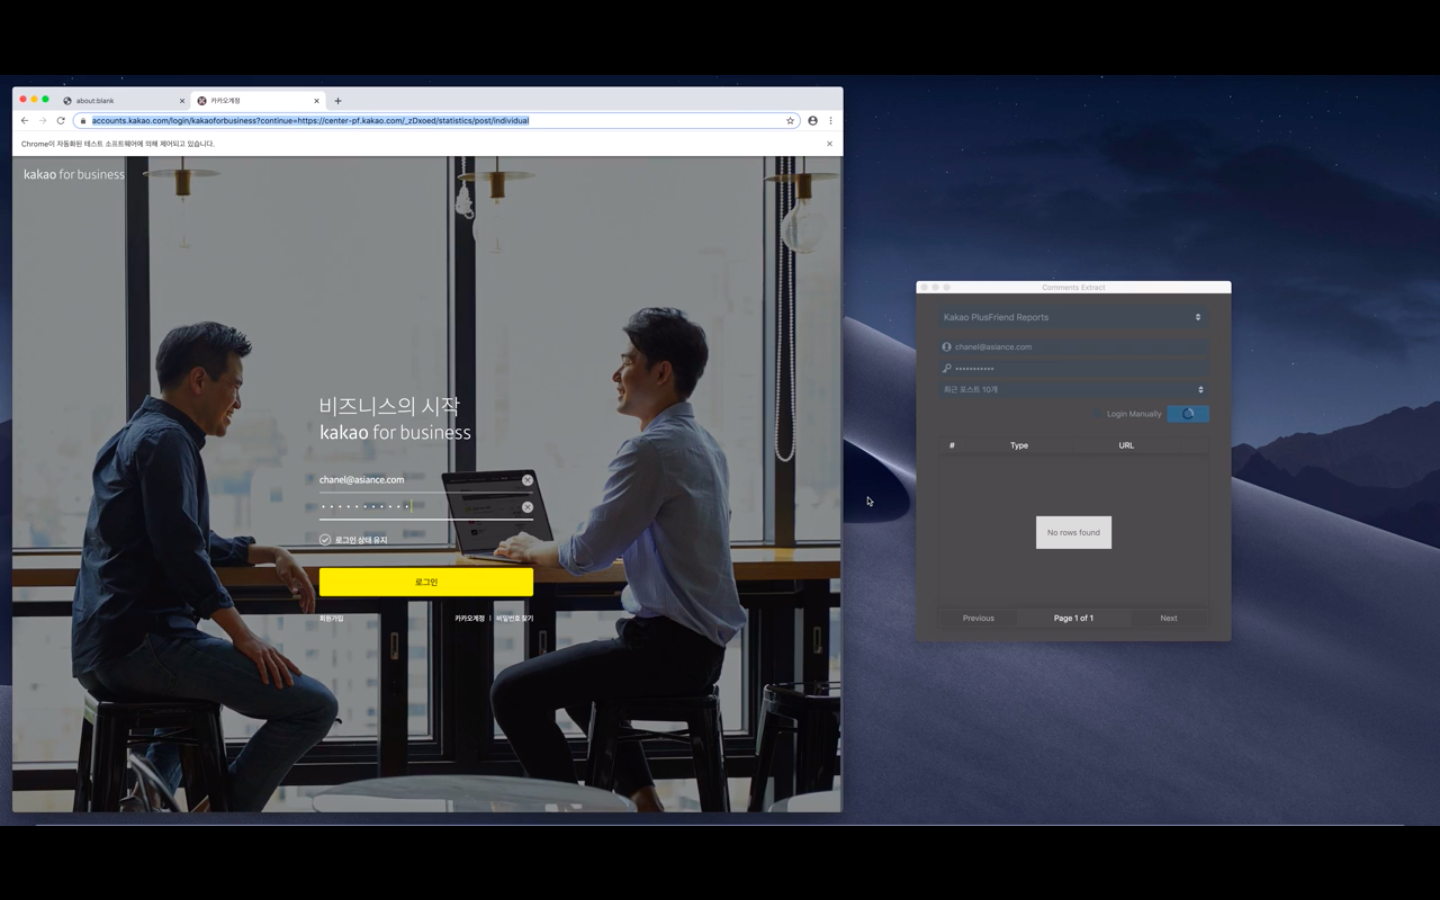 about:blank
카카오계정
accounts.kakao.com/login/kakaoforbusiness?continue=https://center-pf.kakao.com/_zDxoed/statistics/post/individual
Chrome이 자동화된 테스트 소프트웨어에 의해 제어되고 있습니다.
kakao for business
비즈니스의 시작
kakao for business
chanel@asiance.com
로그인 상태 유지
로그인
회원가입
카카오계정 | 비밀번호 찾기
Comments Extract
Kakao PlusFriend Reports
chanel@asiance.com
최근 포스트 10개
Login Manually
# Type URL
No rows found
Previous Page 1 of 1 Next